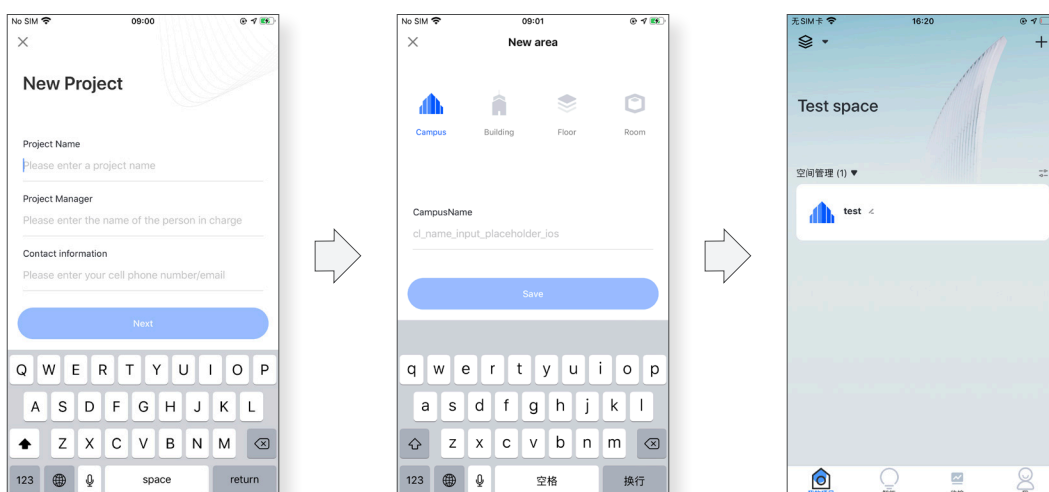 No SIM 09:00
New Project
Project Name
Please enter a project name
Project Manager
Please enter the name of the person in charge
Contact information
Please enter your cell phone number/email
Next
Q W E R T Y U I O P
A S D F G H J K L
Z X C V B N M
123 space return
No SIM 09:01
New area
Campus Building Floor Room
CampusName
cl_name_input_placeholder_ios
Save
q w e r t y u i o p
a s d f g h j k l
z x c v b n m
123 空格 换行
无SIM卡 16:20
Test space
空间管理 (1)
test